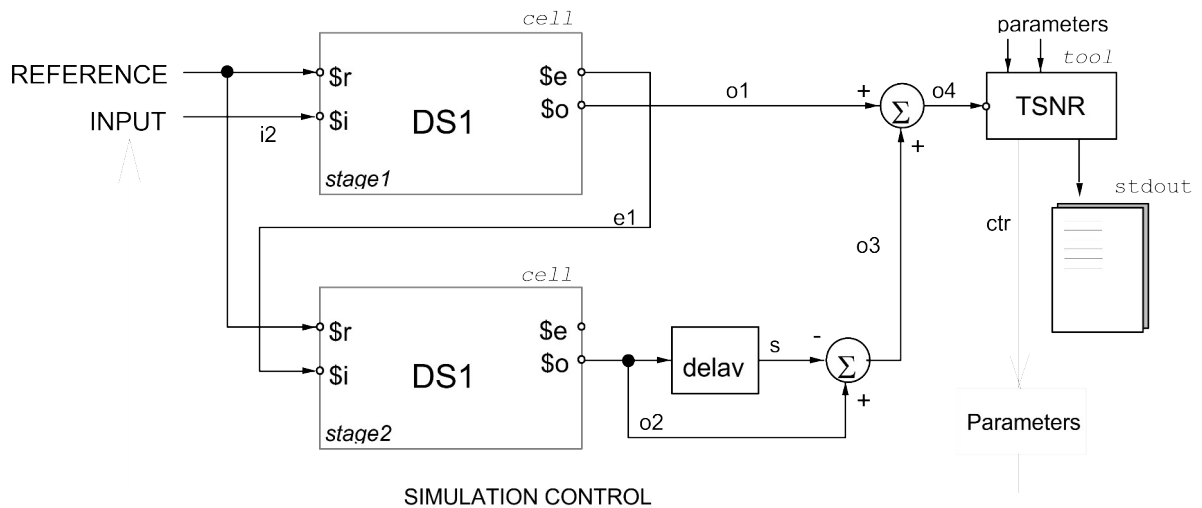 cell
parameters
tool
REFERENCE
$r
$e
o1
+
Σ
o4
TSNR
INPUT
i2
$i
DS1
$o
+
stage1
stdout
e1
ctr
o3
cell
$r
$e
$i
DS1
$o
delav
s
-
Σ
+
stage2
o2
Parameters
SIMULATION CONTROL